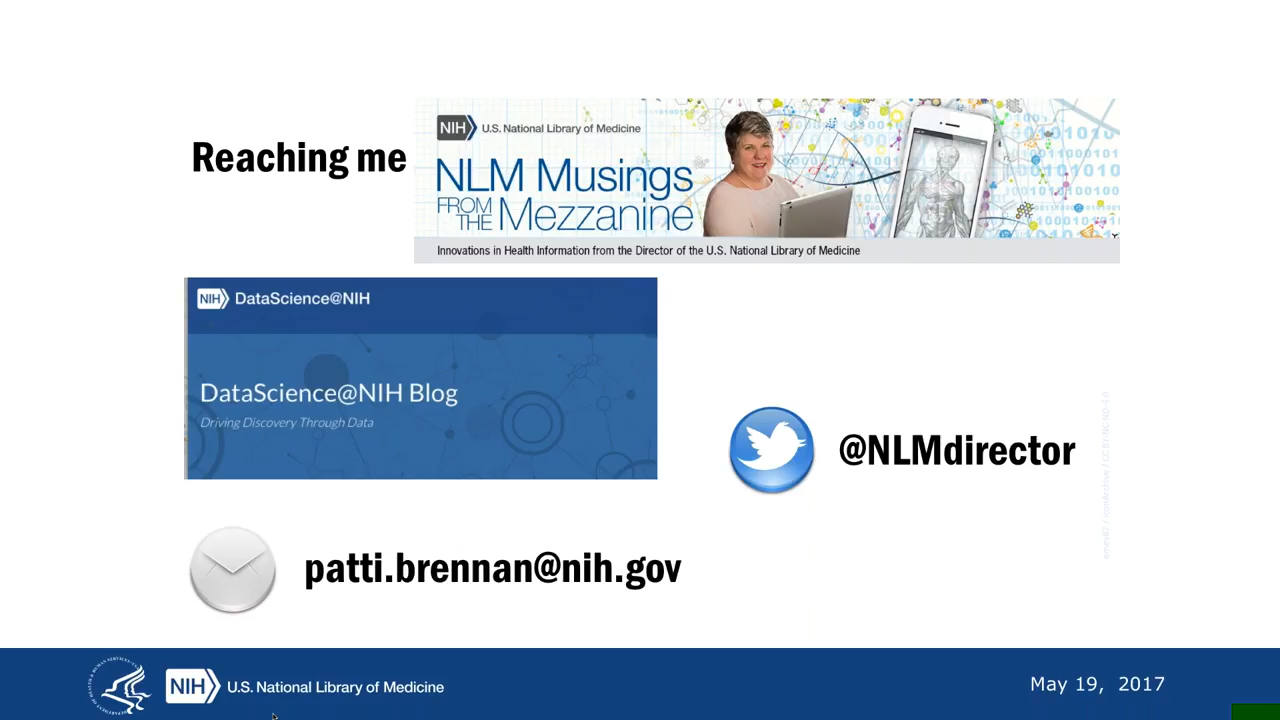 Reaching me
NIH U.S. National Library of Medicine
NLM Musings
FROM THE Mezzanine
Innovations in Health Information from the Director of the U.S. National Library of Medicine
NIH DataScience@NIH
DataScience@NIH Blog
Driving Discovery Through Data
@NLMdirector
patti.brennan@nih.gov
NIH U.S. National Library of Medicine
May 19, 2017